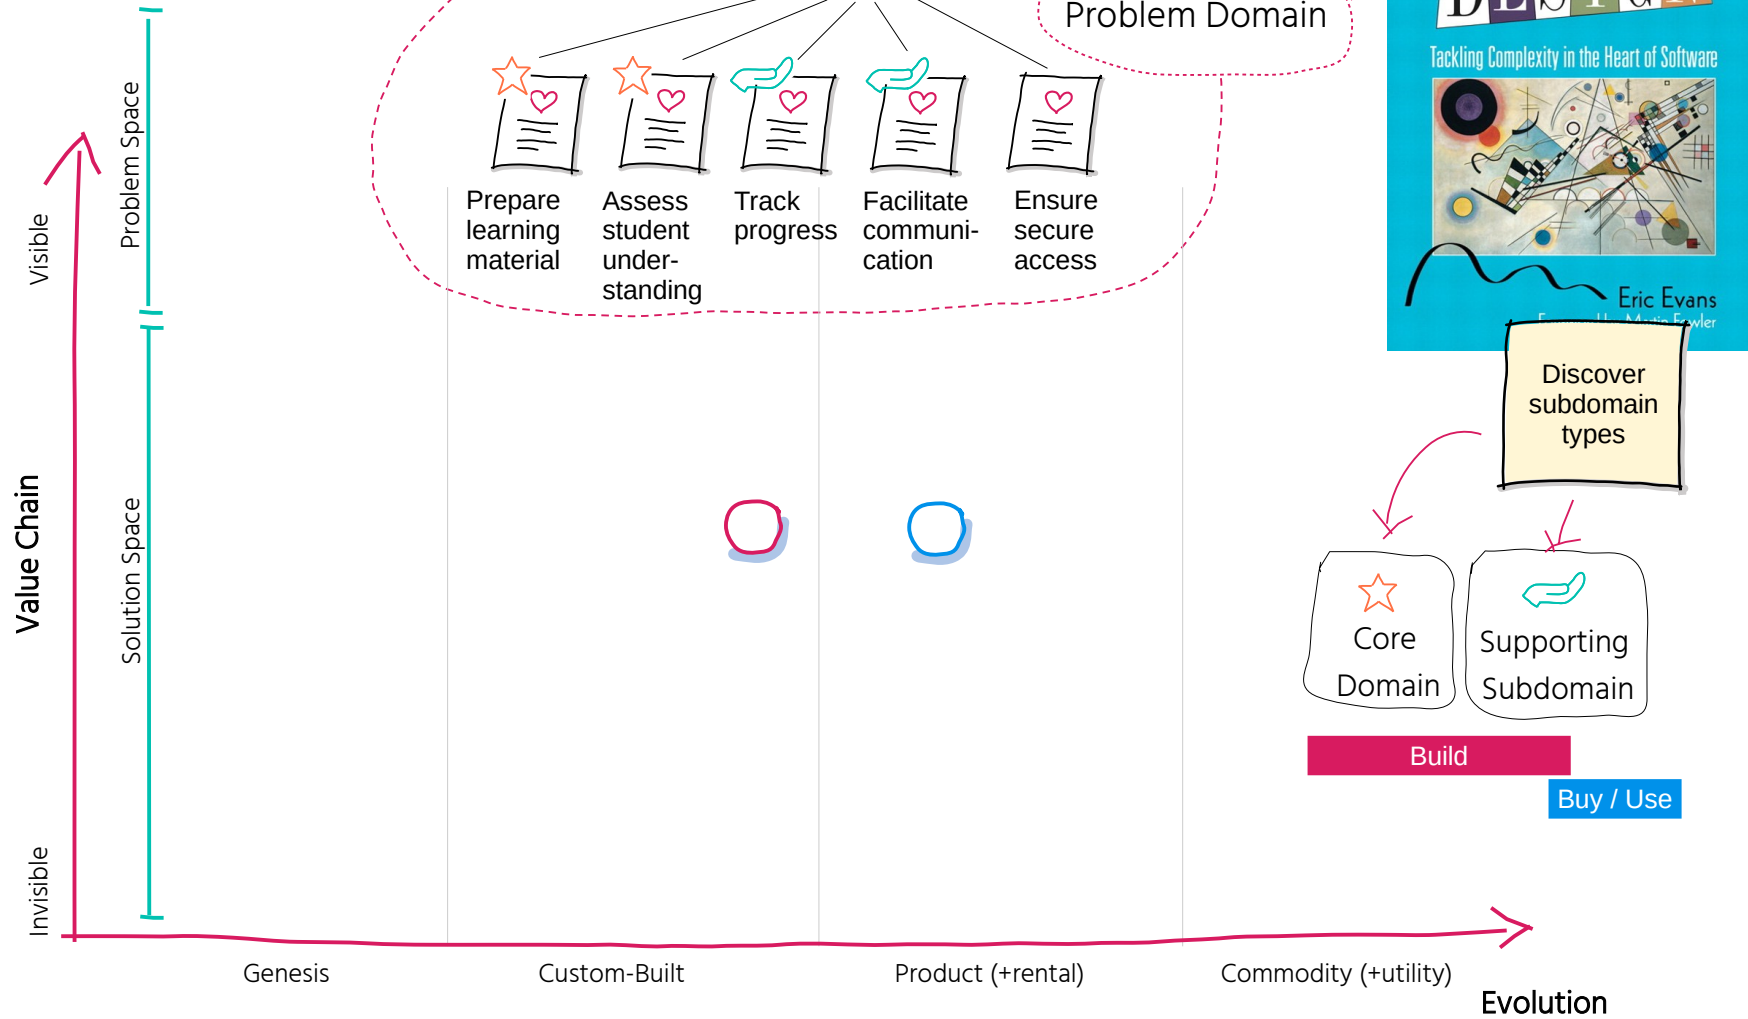 Problem Domain
DESIGN
Tackling Complexity in the Heart of Software
Eric Evans
Prepare
learning
material
Assess
student
under-
standing
Track
progress
Facilitate
communi-
cation
Ensure
secure
access
Problem Space
Visible
Value Chain
Solution Space
Invisible
Discover
subdomain
types
Core
Domain
Supporting
Subdomain
Build
Buy / Use
Genesis
Custom-Built
Product (+rental)
Commodity (+utility)
Evolution